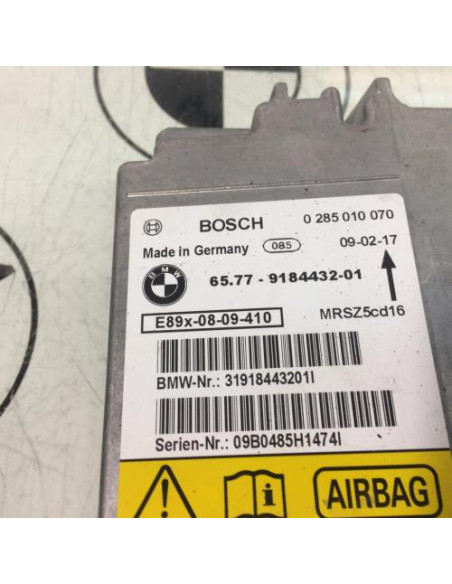 BOSCH 0 285 010 070
Made in Germany 085 09-02-17
BMW 65.77 - 9184432-01
E89x-08-09-410 MRSZ5cd16
BMW-Nr.: 31918443201I
Serien-Nr.: 09B0485H1474I
AIRBAG